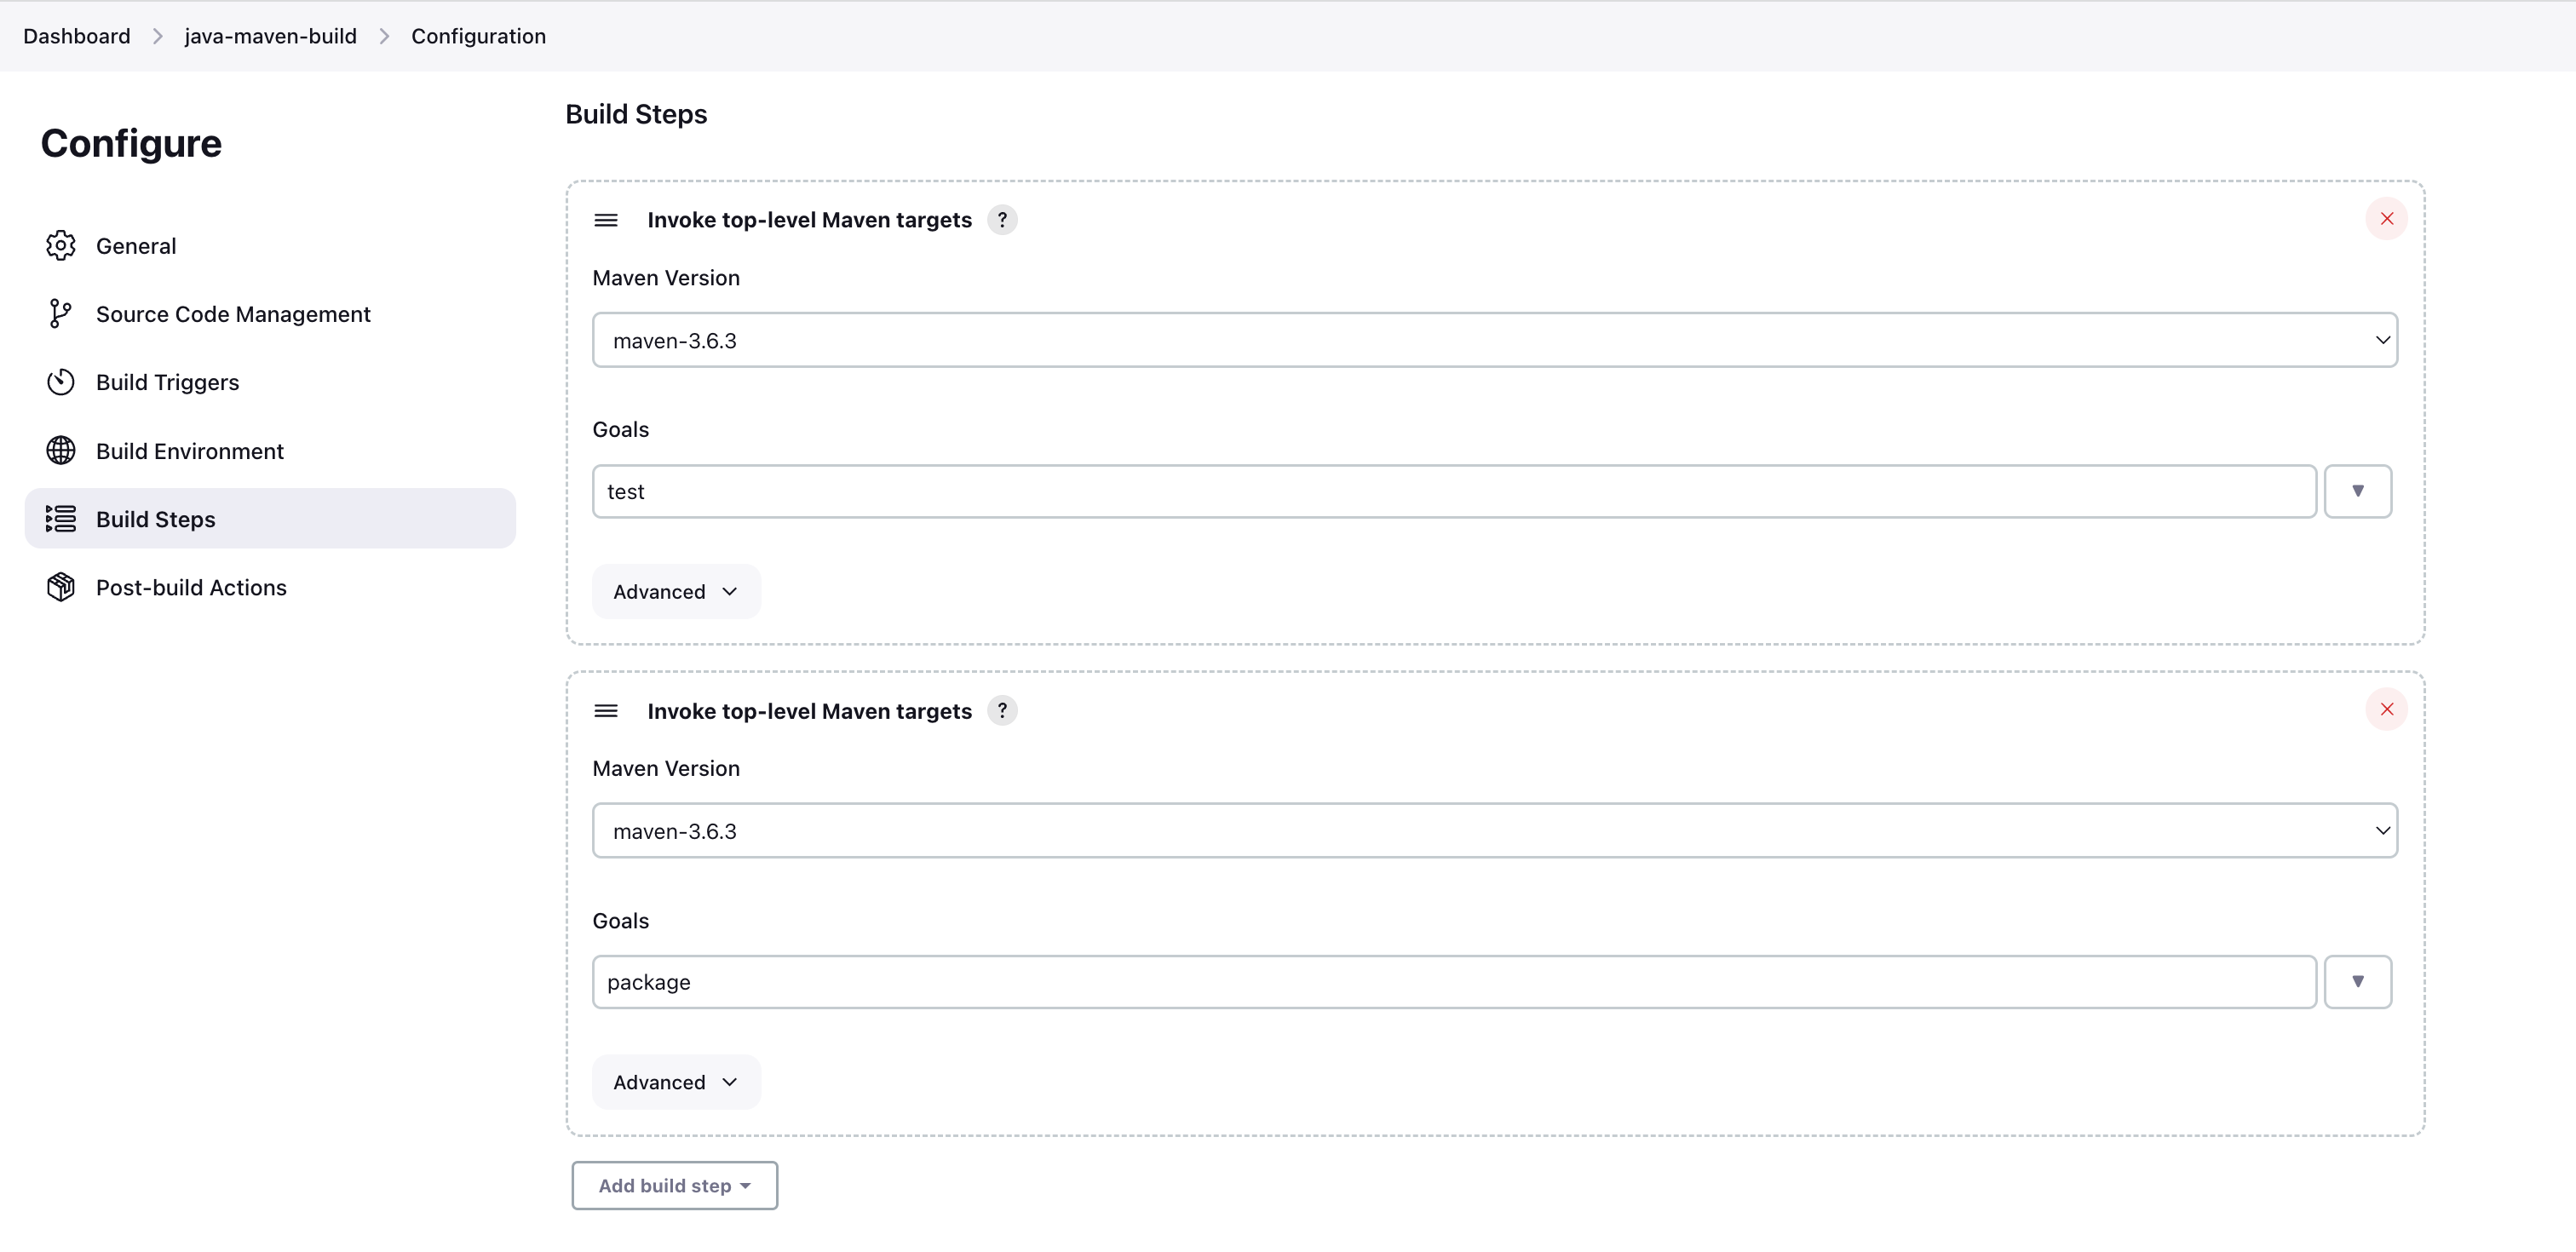 Dashboard > java-maven-build > Configuration
Configure
General
Source Code Management
Build Triggers
Build Environment
Build Steps
Post-build Actions
Build Steps
Invoke top-level Maven targets ?
Maven Version
maven-3.6.3
Goals
test
Advanced
Invoke top-level Maven targets ?
Maven Version
maven-3.6.3
Goals
package
Advanced
Add build step